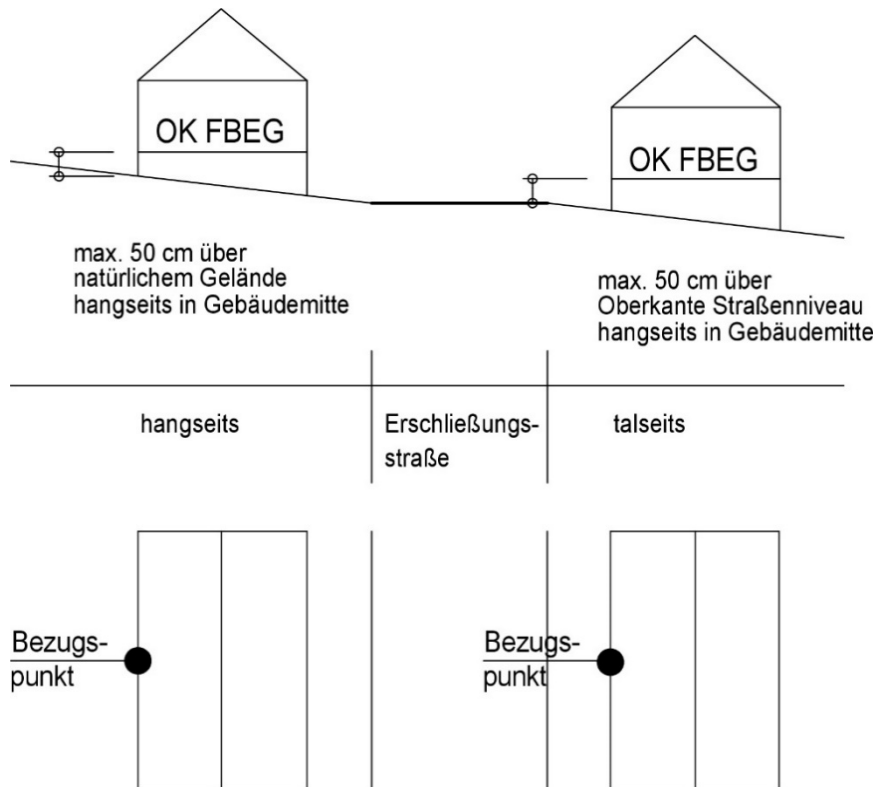 OK FBEG
OK FBEG
max. 50 cm über
natürlichem Gelände
hangseits in Gebäudemitte
max. 50 cm über
Oberkante Straßenniveau
hangseits in Gebäudemitte
hangseits
Erschließungs-
straße
talseits
Bezugs-
punkt
Bezugs-
punkt